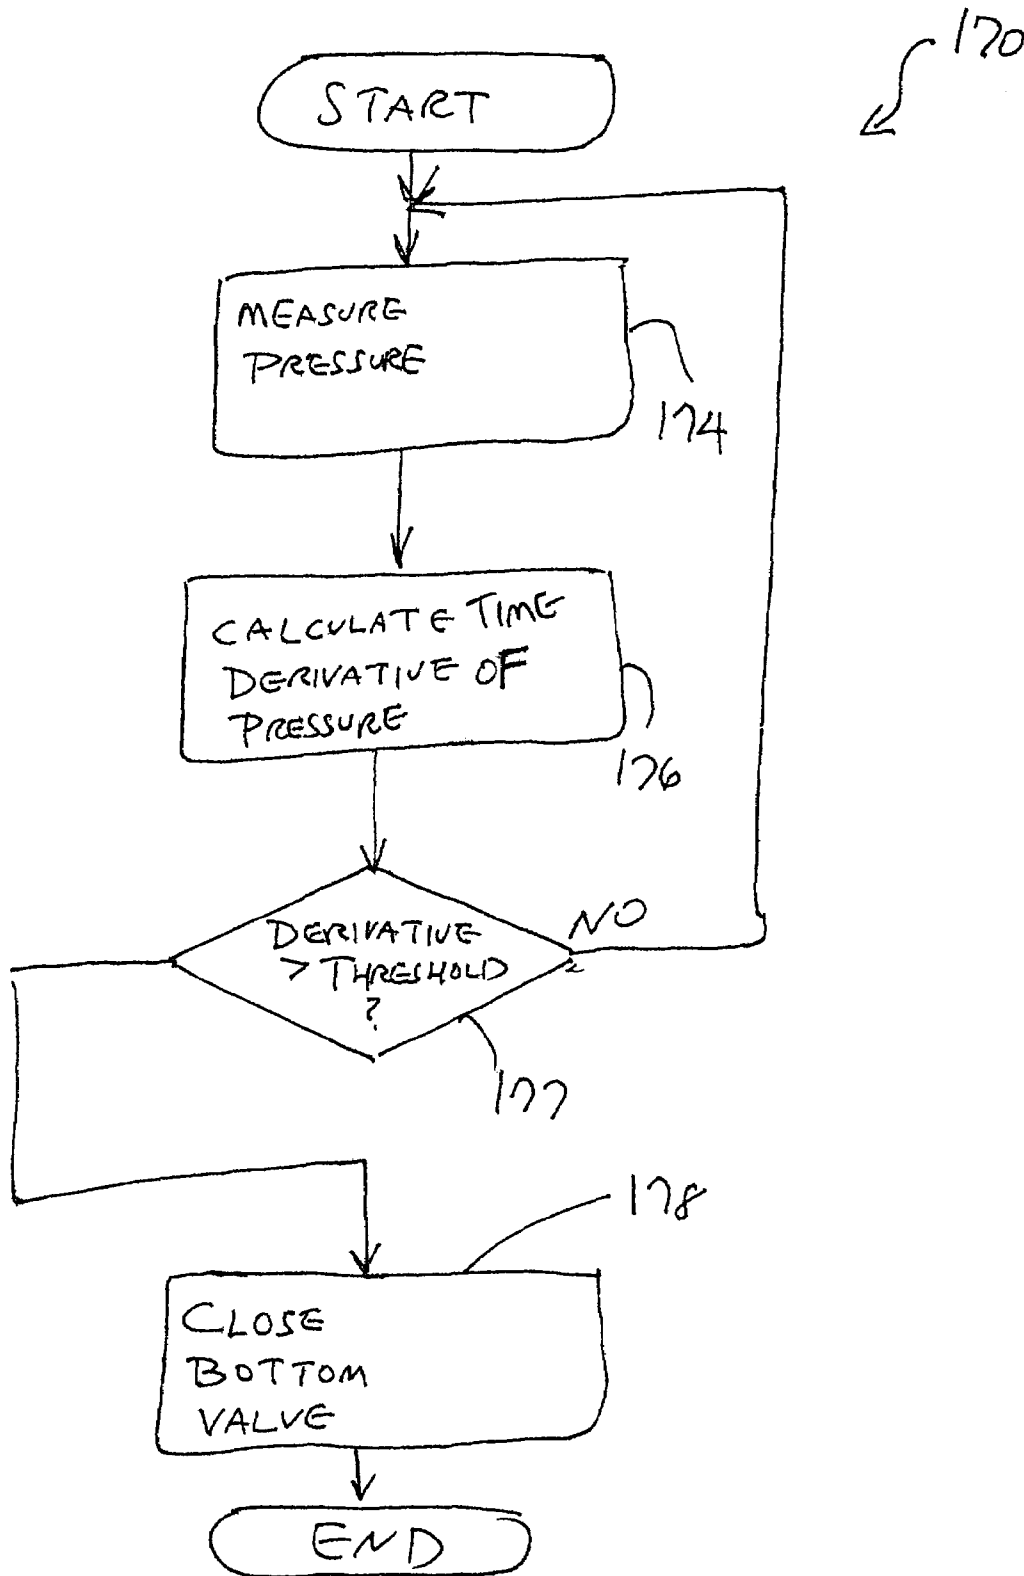 170
START
MEASURE
PRESSURE
174
CALCULATE TIME
DERIVATIVE OF
PRESSURE
176
DERIVATIVE
> THRESHOLD
?
NO
177
178
CLOSE
BOTTOM
VALVE
END